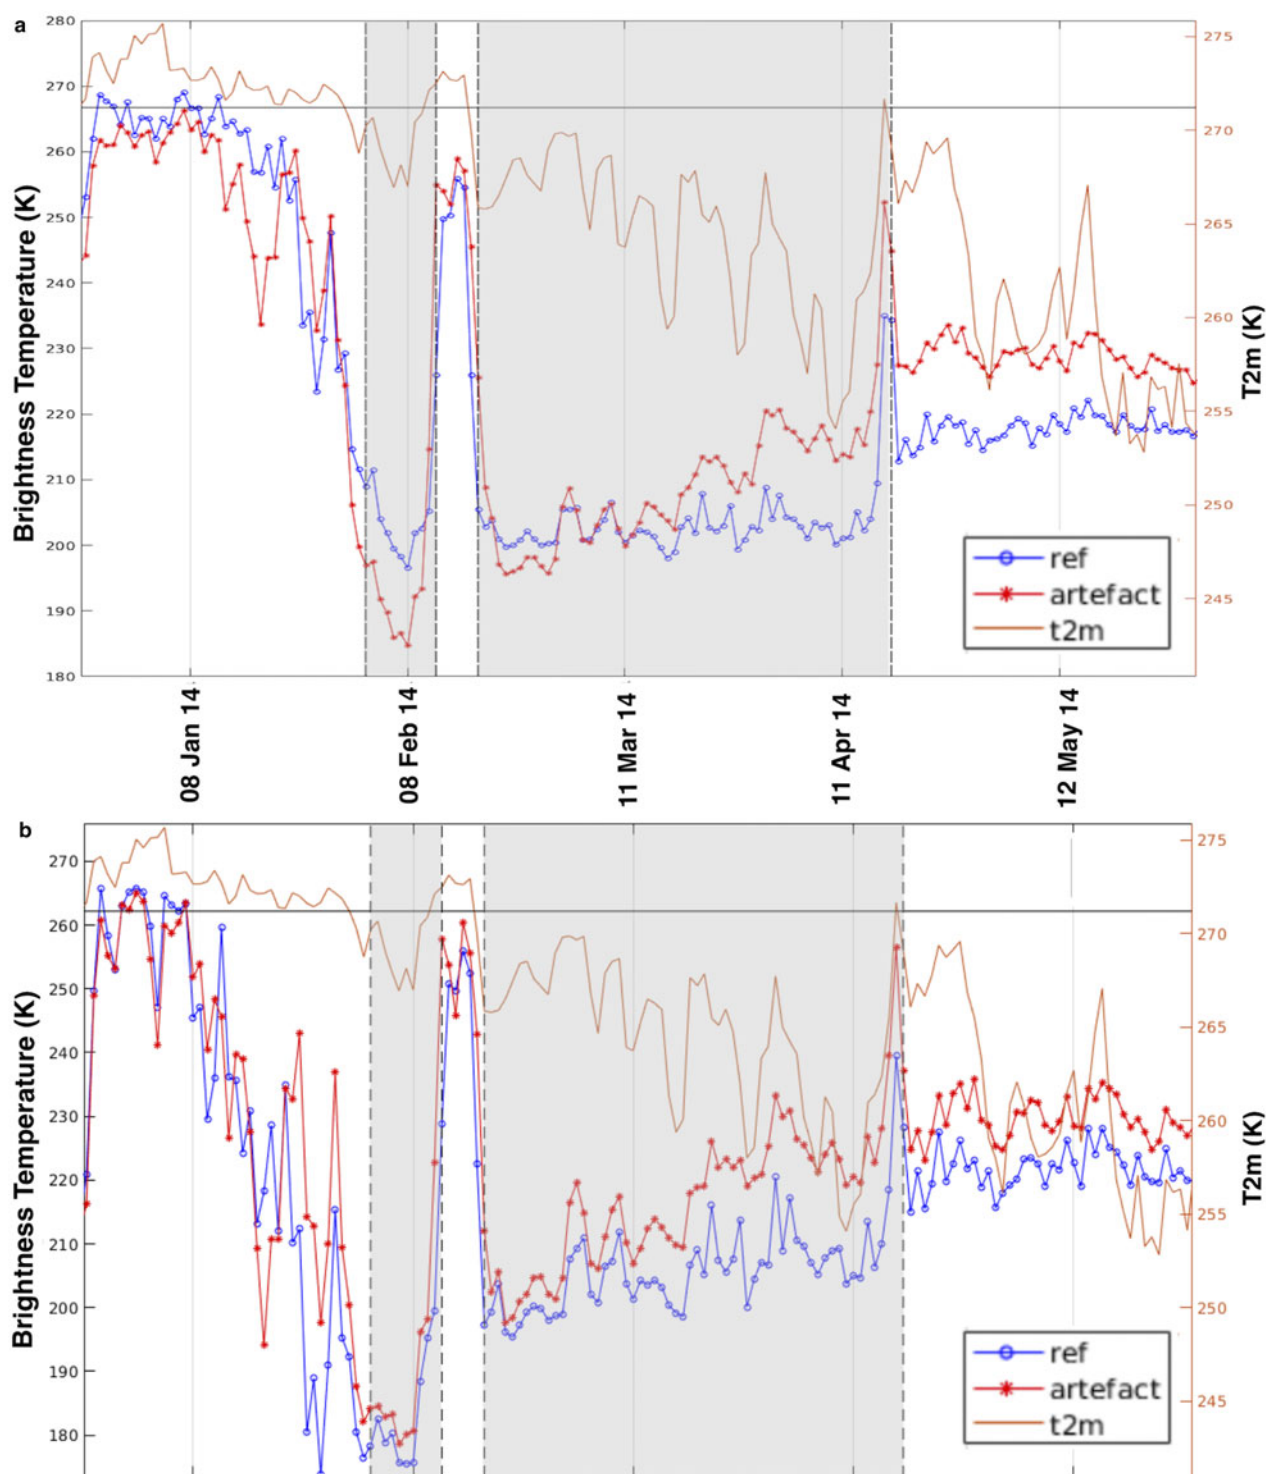 a
280
270
260
250
240
230
220
210
200
190
180
Brightness Temperature (K)
275
270
265
260
255
250
245
T2m (K)
ref
artefact
t2m
08 Jan 14
08 Feb 14
11 Mar 14
11 Apr 14
12 May 14
b
270
260
250
240
230
220
210
200
190
180
Brightness Temperature (K)
275
270
265
260
255
250
245
T2m (K)
ref
artefact
t2m